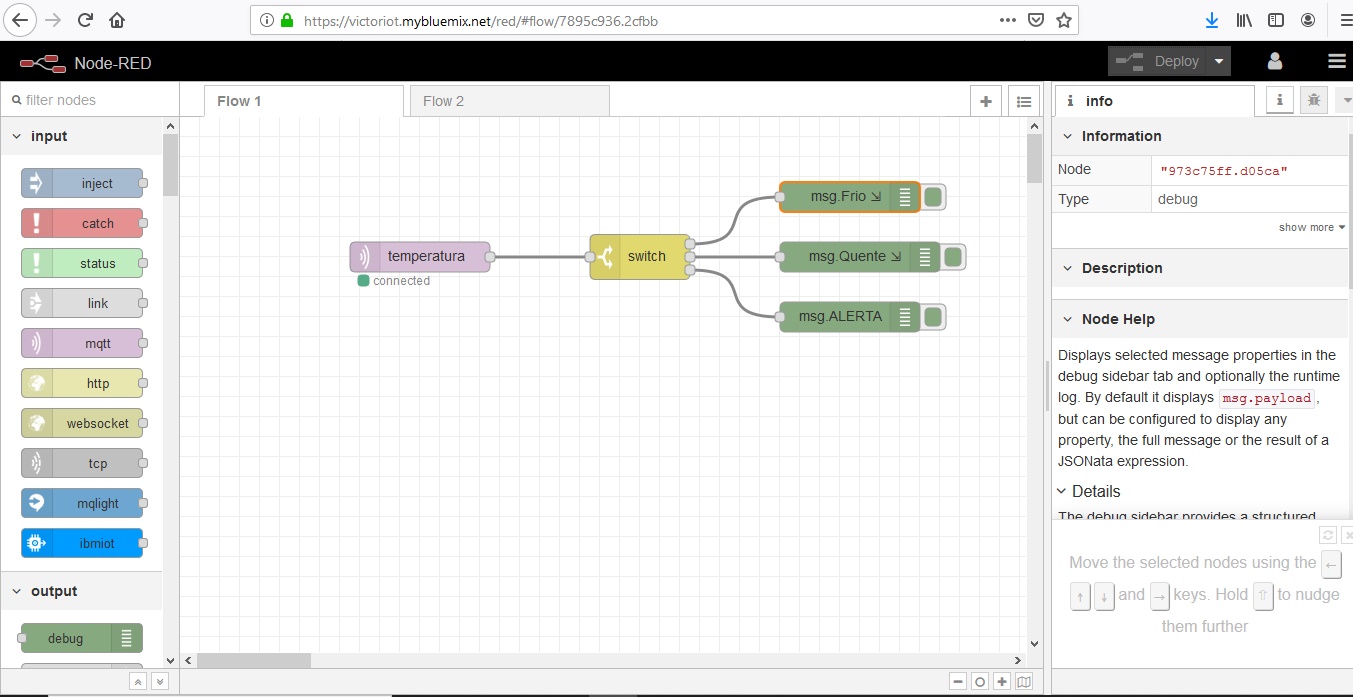 https://victoriot.mybluemix.net/red/#flow/7895c936.2cfbb
Node-RED
Deploy
filter nodes
Flow 1
Flow 2
info
input
inject
catch
status
link
mqtt
http
websocket
tcp
mqlight
ibmiot
output
debug
temperatura
connected
switch
msg.Frio ⇲
msg.Quente ⇲
msg.ALERTA
Information
Node "973c75ff.d05ca"
Type debug
show more
Description
Node Help
Displays selected message properties in the
debug sidebar tab and optionally the runtime
log. By default it displays msg.payload,
but can be configured to display any
property, the full message or the result of a
JSONata expression.
Details
The debug sidebar provides a structured
Move the selected nodes using the ←
↑ ↓ and → keys. Hold ⇧ to nudge
them further